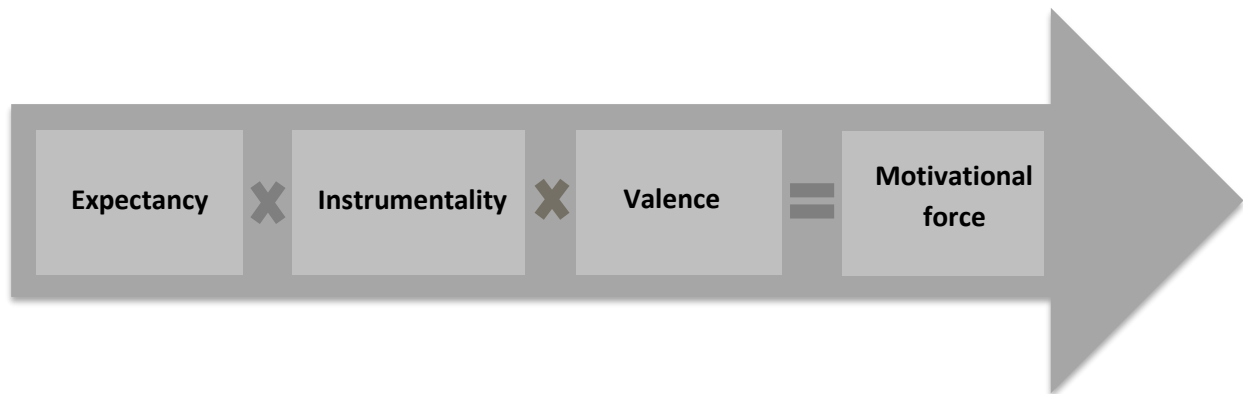 Expectancy
Instrumentality
Valence
Motivational
force